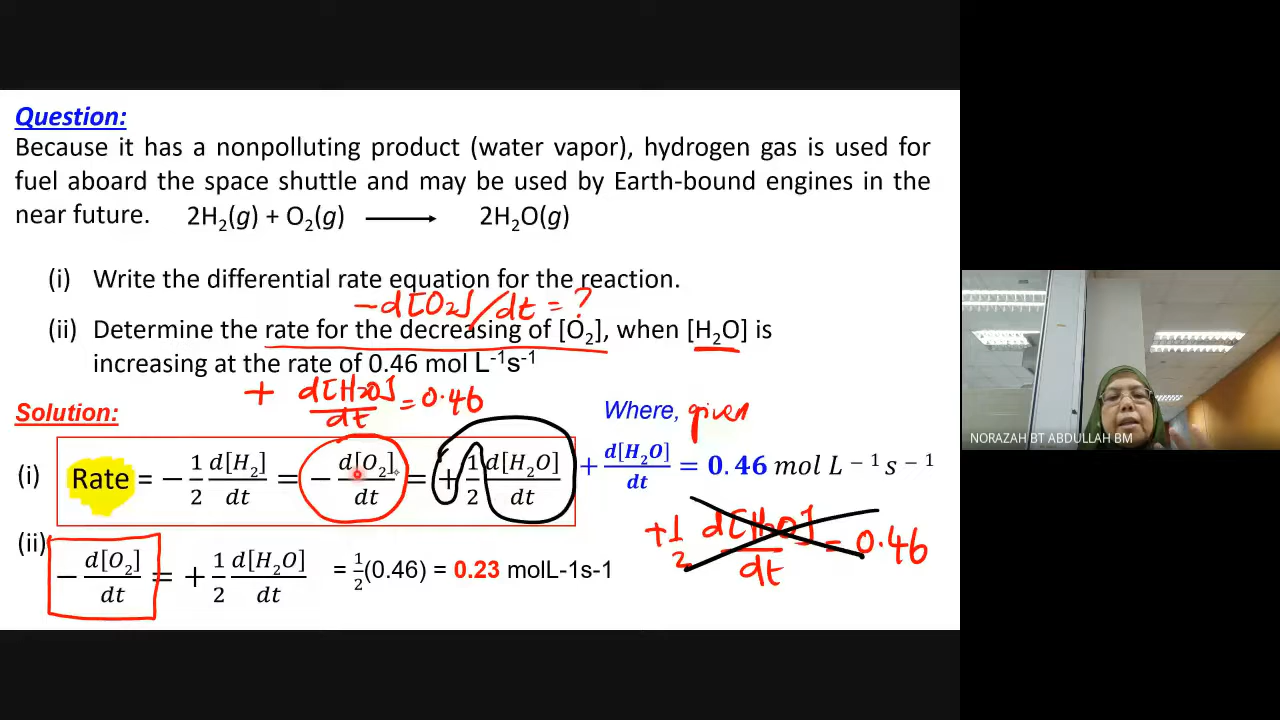 Question:
Because it has a nonpolluting product (water vapor), hydrogen gas is used for
fuel aboard the space shuttle and may be used by Earth-bound engines in the
near future. 2H₂(g) + O₂(g) ⟶ 2H₂O(g)
(i) Write the differential rate equation for the reaction.
−d[O₂]/dt = ?
(ii) Determine the rate for the decreasing of [O₂], when [H₂O] is
increasing at the rate of 0.46 mol L⁻¹s⁻¹
+ d[H₂O]/dt = 0.46
Solution:
Where, given
(i) Rate = − 1/2 d[H₂]/dt = − d[O₂]/dt = + 1/2 d[H₂O]/dt
+ d[H₂O]/dt = 0.46 mol L − 1 s − 1
+1/2 d[H₂O]/dt = 0.46
(ii) − d[O₂]/dt = + 1/2 d[H₂O]/dt = 1/2(0.46) = 0.23 molL-1s-1
NORAZAH BT ABDULLAH BM